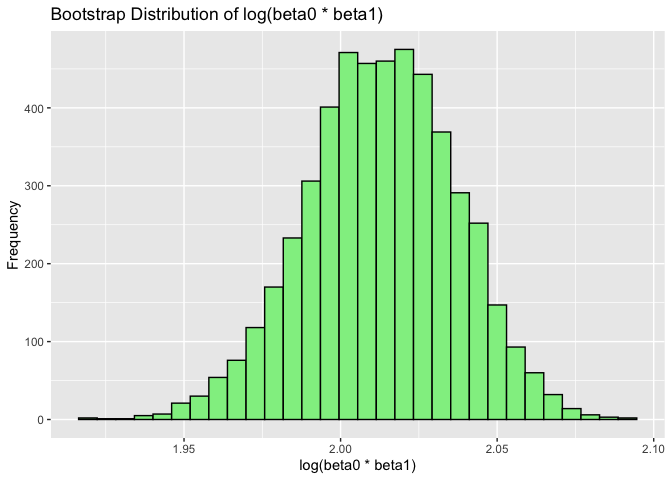 Bootstrap Distribution of log(beta0 * beta1)
Frequency
400
300
200
100
0
1.95 2.00 2.05 2.10
log(beta0 * beta1)